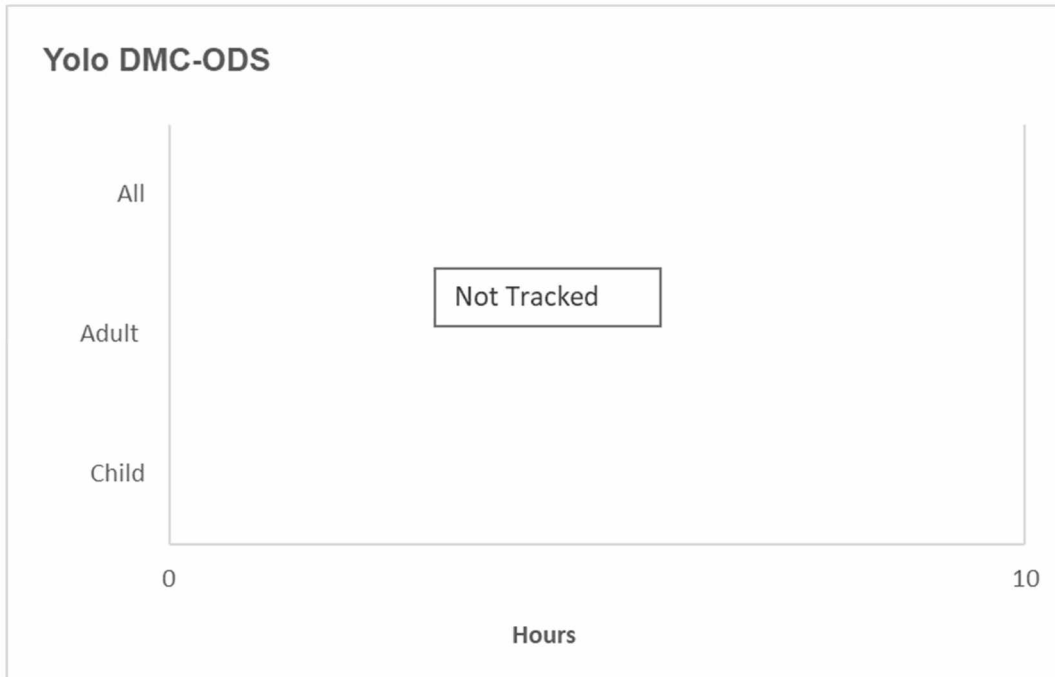 Yolo DMC-ODS
All
Not Tracked
Adult
Child
0 10
Hours